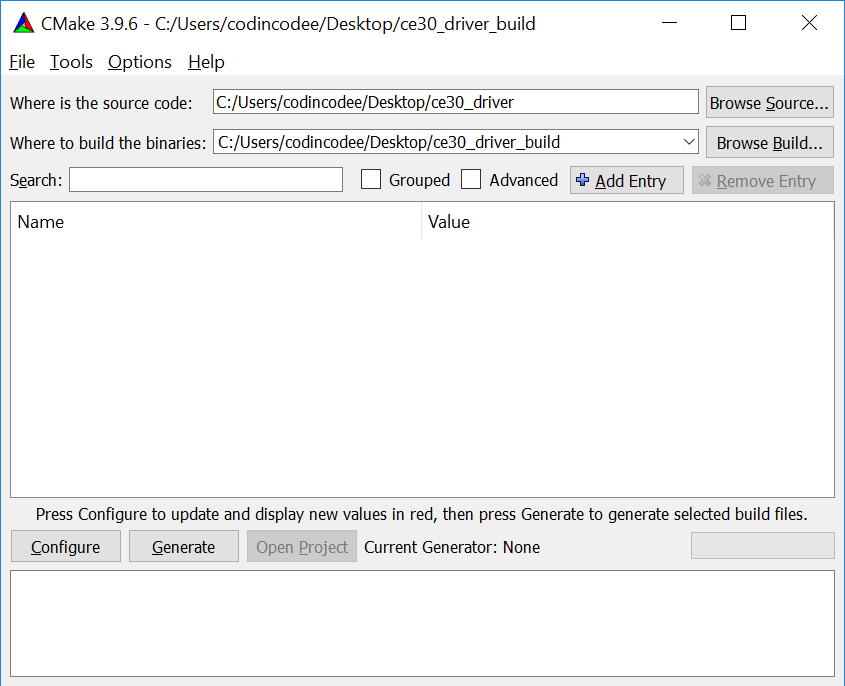 CMake 3.9.6 - C:/Users/codincodee/Desktop/ce30_driver_build
File Tools Options Help
Where is the source code: C:/Users/codincodee/Desktop/ce30_driver Browse Source...
Where to build the binaries: C:/Users/codincodee/Desktop/ce30_driver_build Browse Build...
Search: Grouped Advanced Add Entry Remove Entry
Name Value
Press Configure to update and display new values in red, then press Generate to generate selected build files.
Configure Generate Open Project Current Generator: None